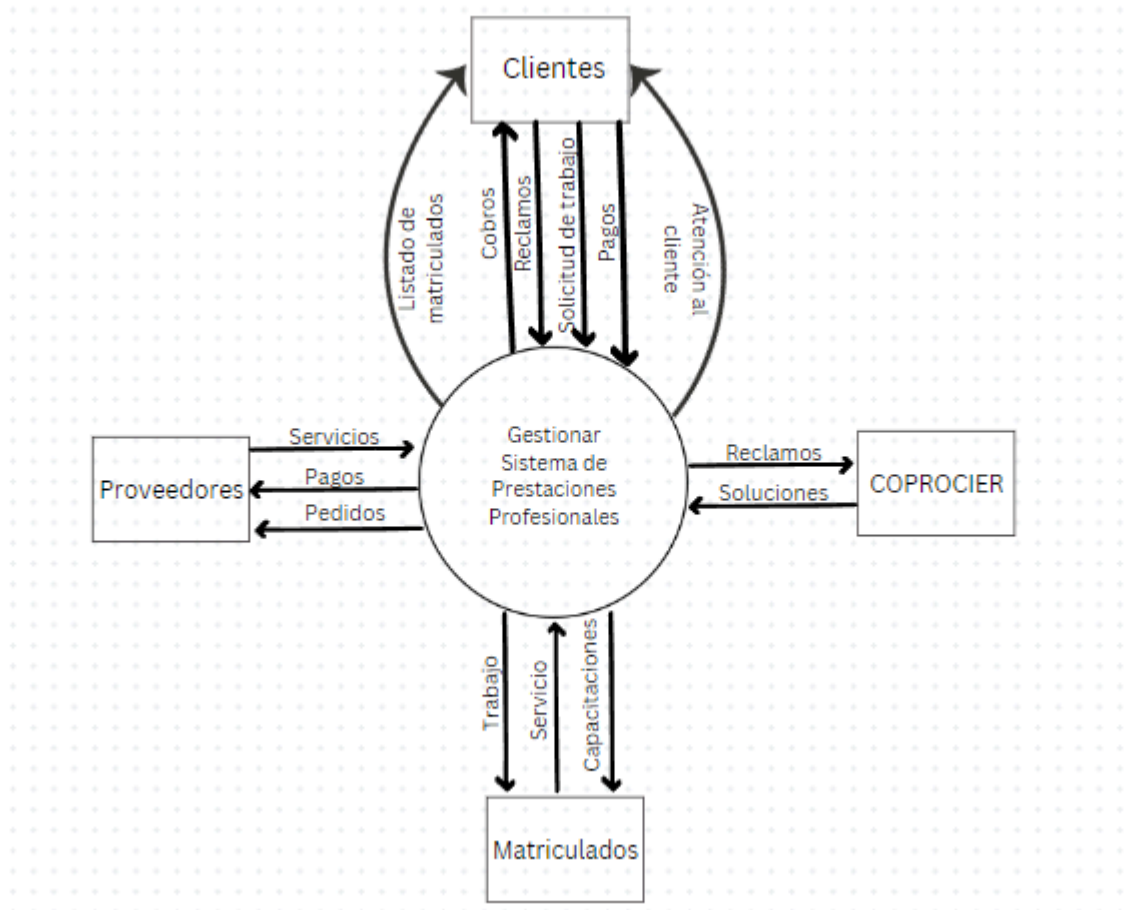 Clientes
Listado de
matriculados
Cobros
Reclamos
Solicitud de trabajo
Pagos
Atención al
cliente
Proveedores
Servicios
Pagos
Pedidos
Gestionar
Sistema de
Prestaciones
Profesionales
Reclamos
Soluciones
COPROCIER
Trabajo
Servicio
Capacitaciones
Matriculados